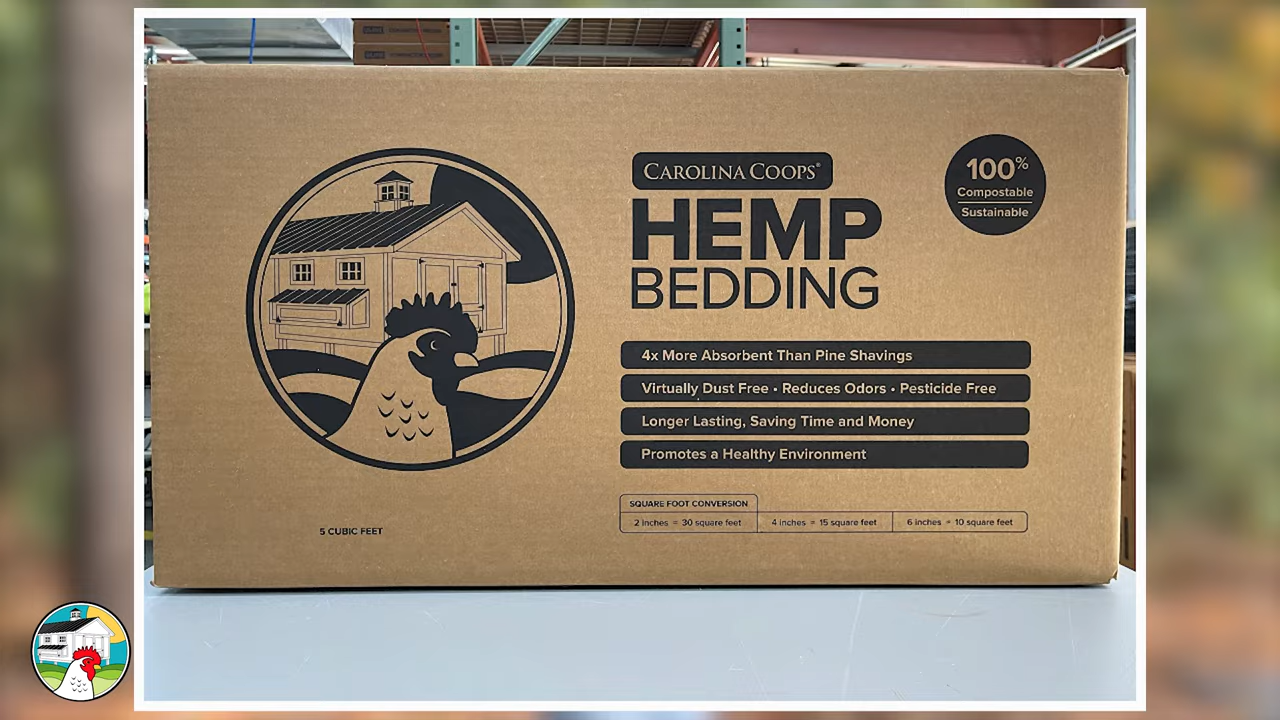 CAROLINA COOPS®
HEMP
BEDDING
100%
Compostable
Sustainable
4x More Absorbent Than Pine Shavings
Virtually Dust Free • Reduces Odors • Pesticide Free
Longer Lasting, Saving Time and Money
Promotes a Healthy Environment
SQUARE FOOT CONVERSION
2 inches = 30 square feet
4 inches = 15 square feet
6 inches = 10 square feet
5 CUBIC FEET